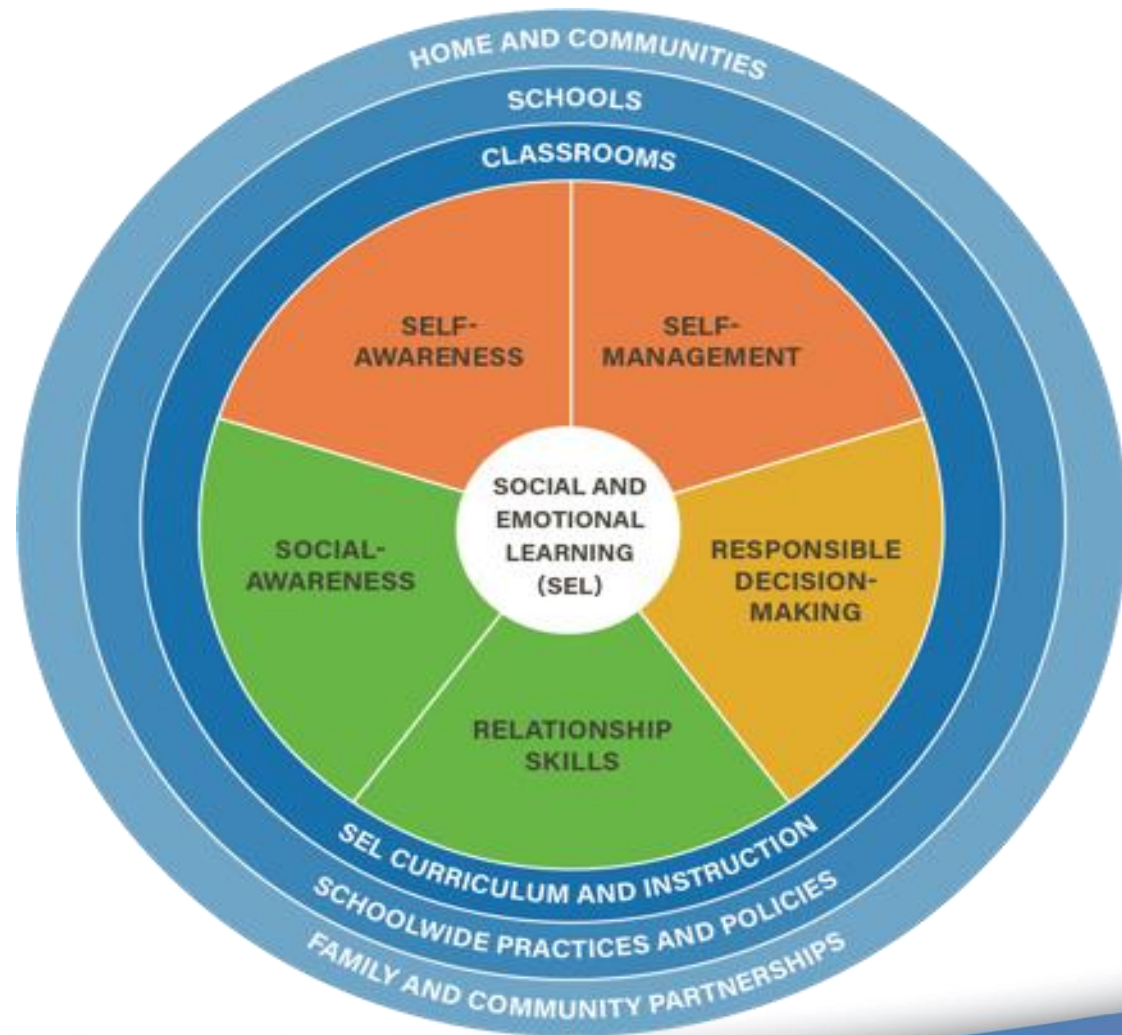 HOME AND COMMUNITIES
SCHOOLS
CLASSROOMS
SELF-
AWARENESS
SELF-
MANAGEMENT
SOCIAL AND
EMOTIONAL
LEARNING
(SEL)
SOCIAL-
AWARENESS
RESPONSIBLE
DECISION-
MAKING
RELATIONSHIP
SKILLS
SEL CURRICULUM AND INSTRUCTION
SCHOOLWIDE PRACTICES AND POLICIES
FAMILY AND COMMUNITY PARTNERSHIPS